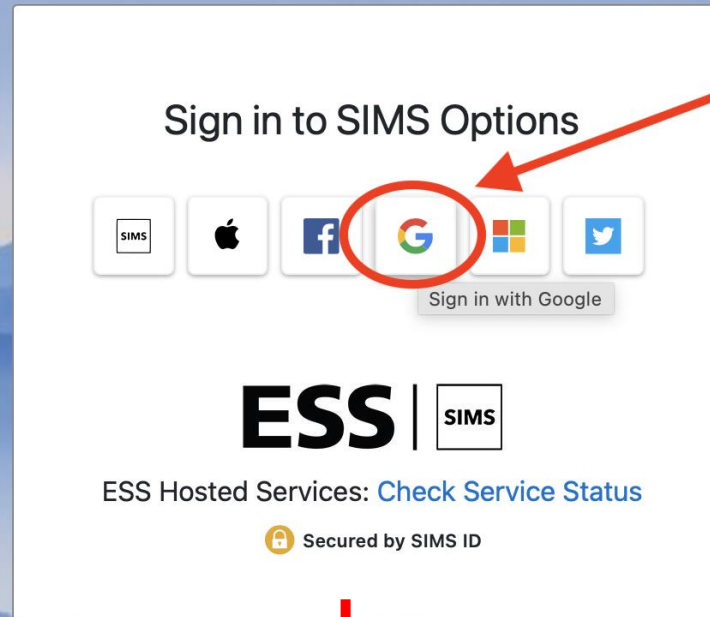 Sign in to SIMS Options
SIMS
Sign in with Google
ESS | SIMS
ESS Hosted Services: Check Service Status
Secured by SIMS ID